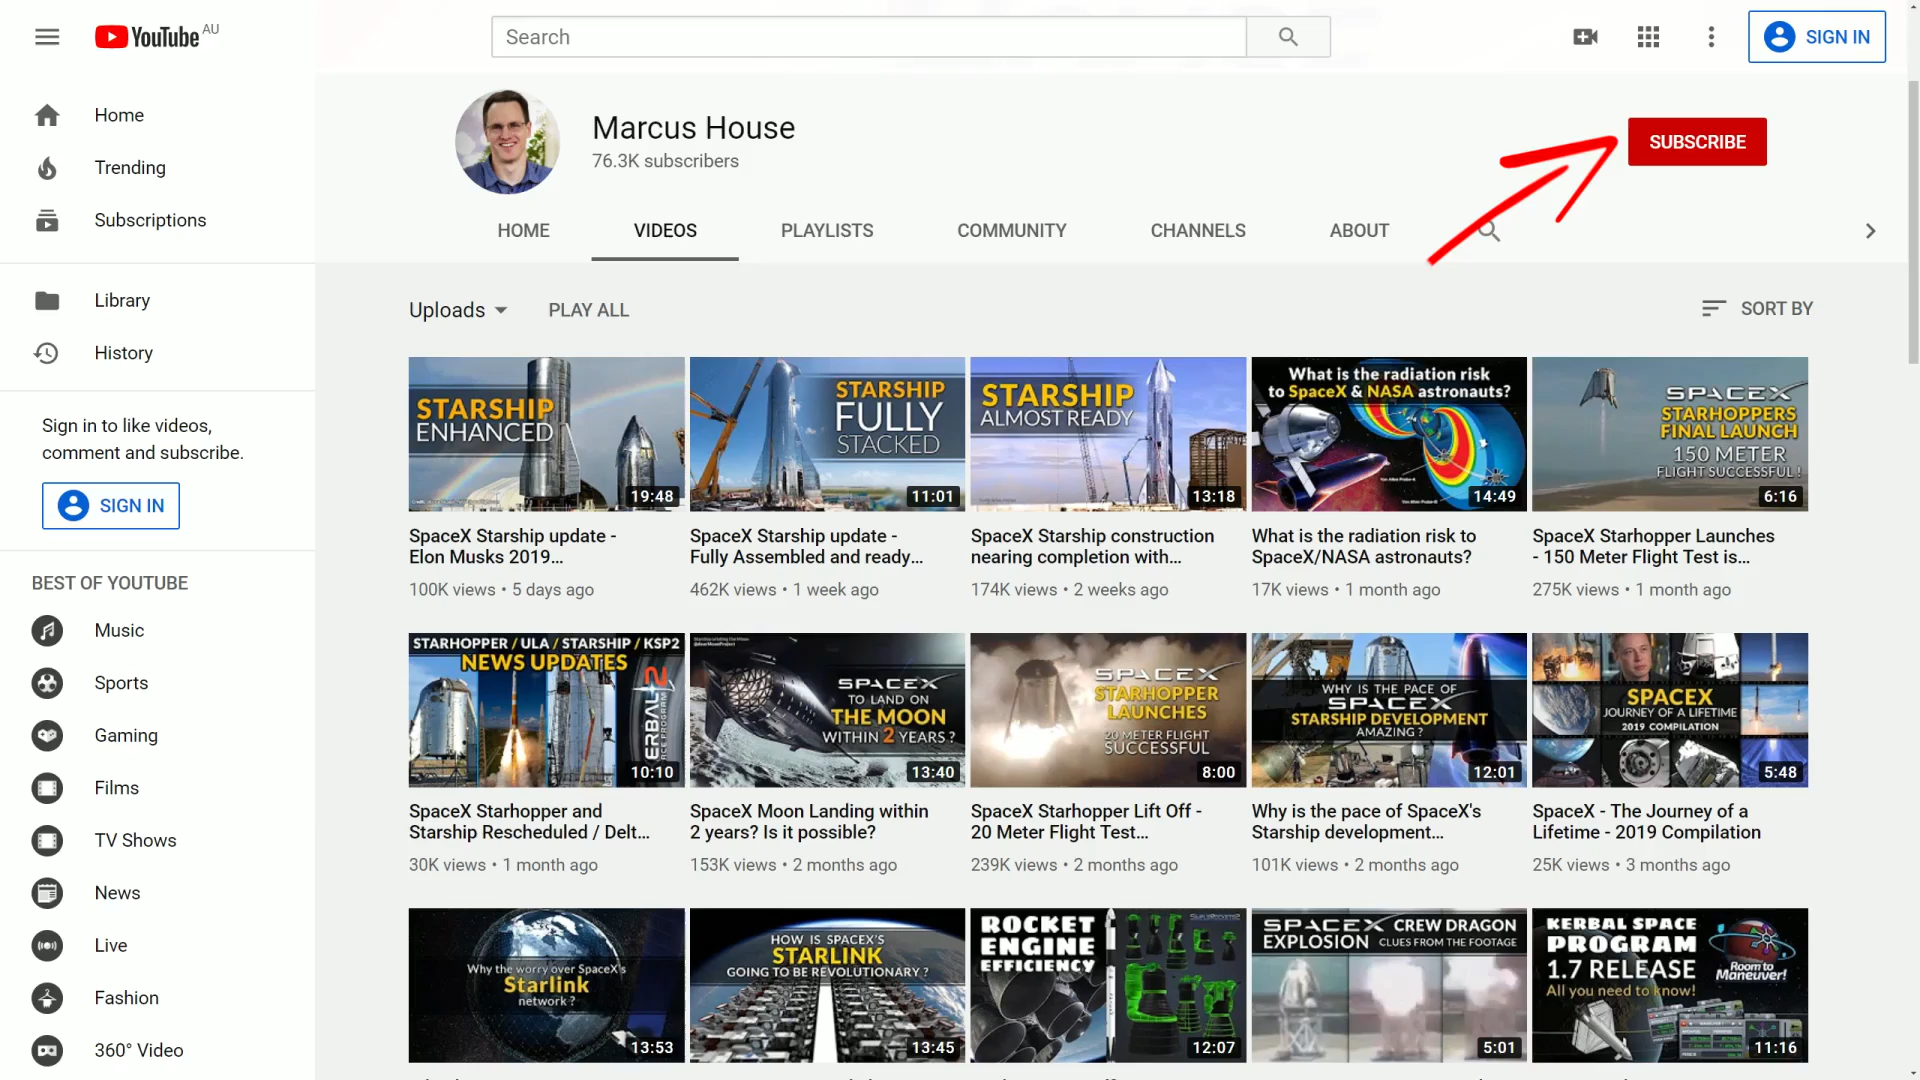 YouTube AU
Search
SIGN IN
Home
Trending
Subscriptions
Library
History
Sign in to like videos,
comment and subscribe.
SIGN IN
BEST OF YOUTUBE
Music
Sports
Gaming
Films
TV Shows
News
Live
Fashion
360° Video
Marcus House
76.3K subscribers
SUBSCRIBE
HOME VIDEOS PLAYLISTS COMMUNITY CHANNELS ABOUT
Uploads PLAY ALL SORT BY
STARSHIP
ENHANCED
19:48
SpaceX Starship update -
Elon Musks 2019...
100K views • 5 days ago
STARSHIP
FULLY
STACKED
11:01
SpaceX Starship update -
Fully Assembled and ready...
462K views • 1 week ago
STARSHIP
ALMOST READY
13:18
SpaceX Starship construction
nearing completion with...
174K views • 2 weeks ago
What is the radiation risk
to SpaceX & NASA astronauts?
14:49
What is the radiation risk to
SpaceX/NASA astronauts?
17K views • 1 month ago
SPACEX
STARHOPPERS
FINAL LAUNCH
150 METER
FLIGHT SUCCESSFUL!
6:16
SpaceX Starhopper Launches
- 150 Meter Flight Test is...
275K views • 1 month ago
STARHOPPER / ULA / STARSHIP / KSP2
NEWS UPDATES
10:10
SpaceX Starhopper and
Starship Rescheduled / Delt...
30K views • 1 month ago
SPACEX
TO LAND ON
THE MOON
WITHIN 2 YEARS?
13:40
SpaceX Moon Landing within
2 years? Is it possible?
153K views • 2 months ago
SPACEX
STARHOPPER
LAUNCHES
20 METER FLIGHT
SUCCESSFUL
8:00
SpaceX Starhopper Lift Off -
20 Meter Flight Test...
239K views • 2 months ago
WHY IS THE PACE OF
SPACEX
STARSHIP DEVELOPMENT
AMAZING?
12:01
Why is the pace of SpaceX's
Starship development...
101K views • 2 months ago
SPACEX
JOURNEY OF A LIFETIME
2019 COMPILATION
5:48
SpaceX - The Journey of a
Lifetime - 2019 Compilation
25K views • 3 months ago
Why the worry over SpaceX's
Starlink
network?
13:53
HOW IS SPACEX'S
STARLINK
GOING TO BE REVOLUTIONARY?
13:45
ROCKET
ENGINE
EFFICIENCY
12:07
SPACEX CREW DRAGON
EXPLOSION CLUES FROM THE FOOTAGE
5:01
KERBAL SPACE
PROGRAM
1.7 RELEASE
All you need to know!
Room to
Maneuver!
11:16